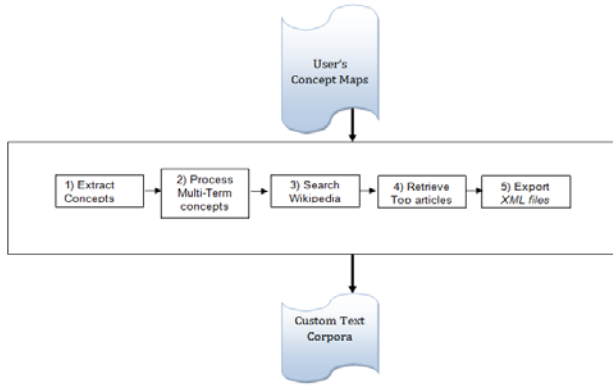 User's
Concept Maps
1) Extract
Concepts
2) Process
Multi-Term
concepts
3) Search
Wikipedia
4) Retrieve
Top articles
5) Export
XML files
Custom Text
Corpora